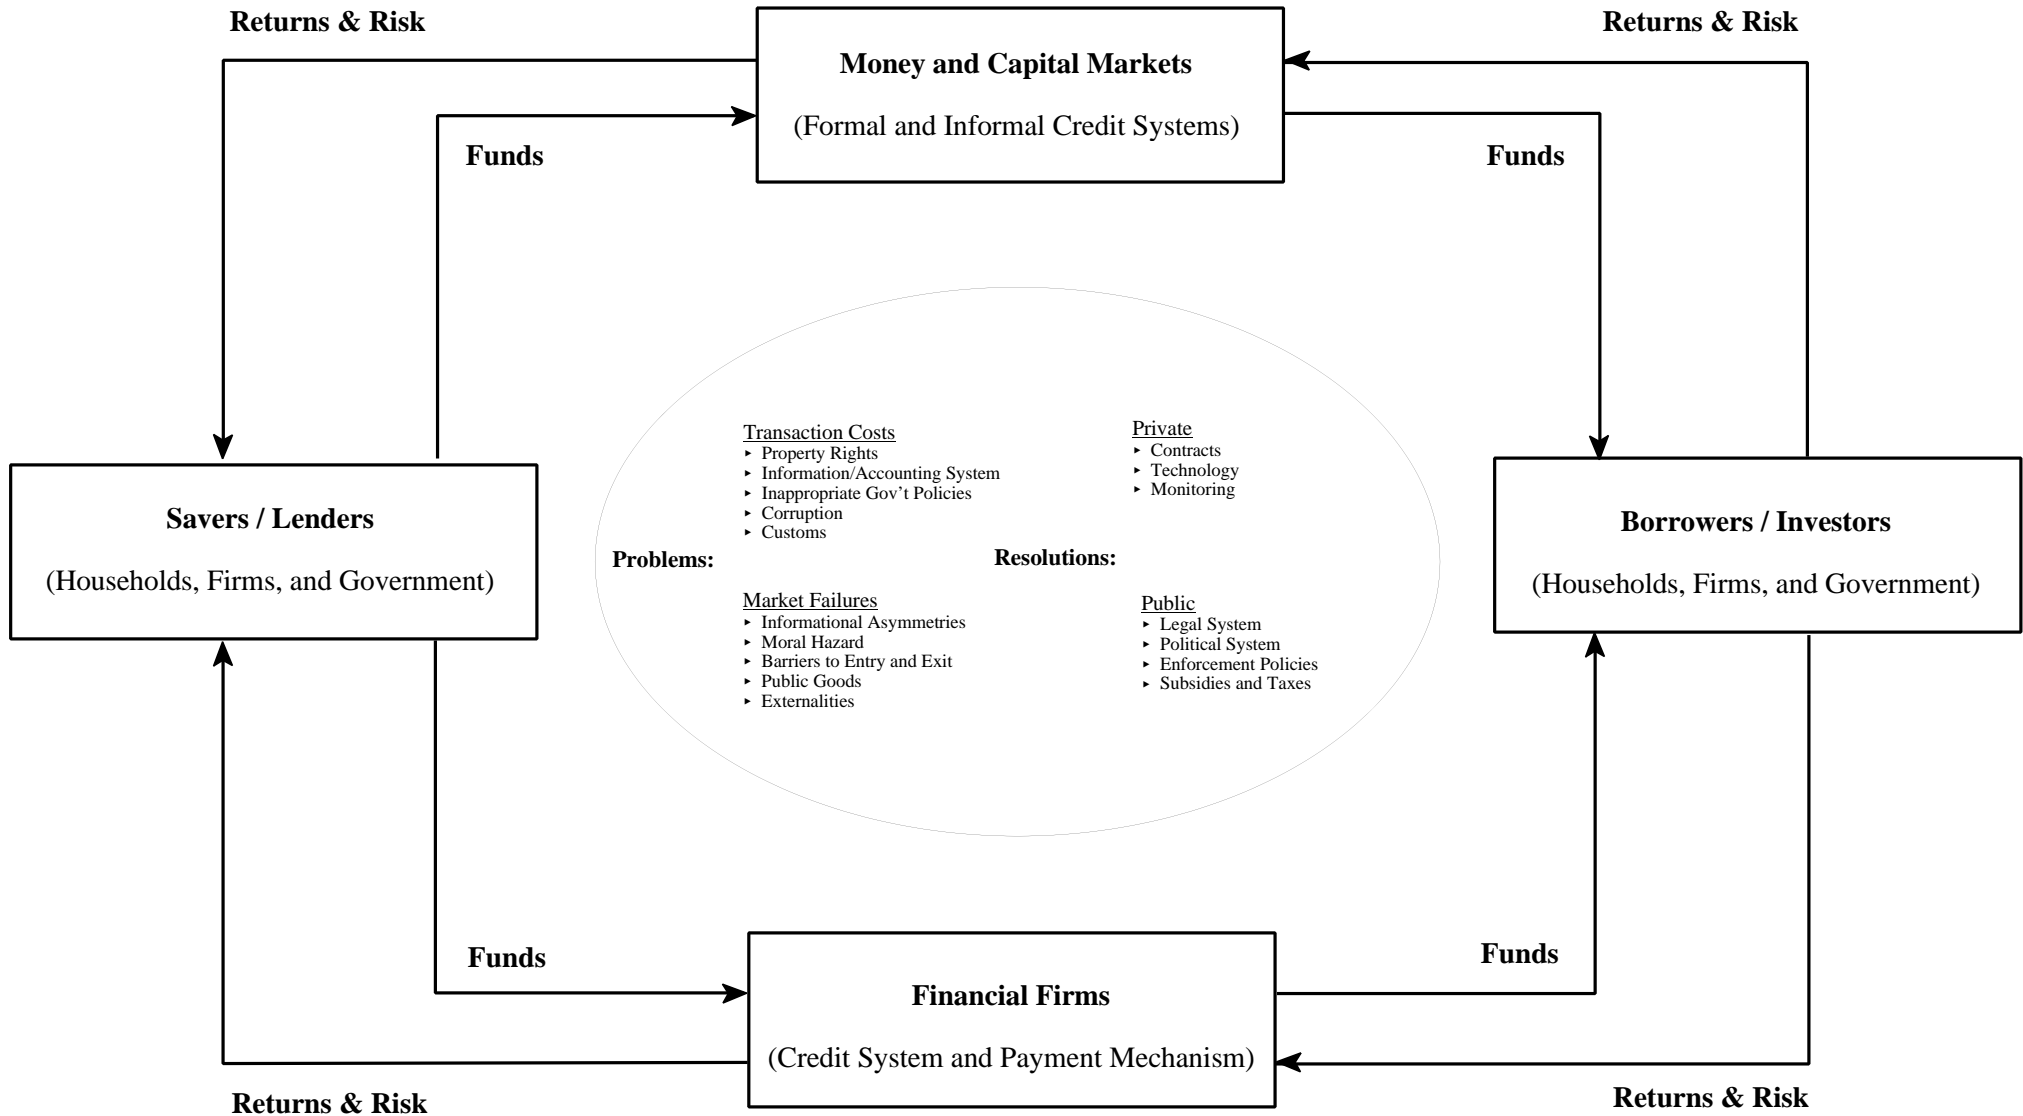 Returns & Risk
Returns & Risk
Money and Capital Markets
(Formal and Informal Credit Systems)
Funds
Funds
Savers / Lenders
(Households, Firms, and Government)
Problems:
Transaction Costs
▸ Property Rights
▸ Information/Accounting System
▸ Inappropriate Gov’t Policies
▸ Corruption
▸ Customs
Market Failures
▸ Informational Asymmetries
▸ Moral Hazard
▸ Barriers to Entry and Exit
▸ Public Goods
▸ Externalities
Resolutions:
Private
▸ Contracts
▸ Technology
▸ Monitoring
Public
▸ Legal System
▸ Political System
▸ Enforcement Policies
▸ Subsidies and Taxes
Borrowers / Investors
(Households, Firms, and Government)
Funds
Funds
Financial Firms
(Credit System and Payment Mechanism)
Returns & Risk
Returns & Risk